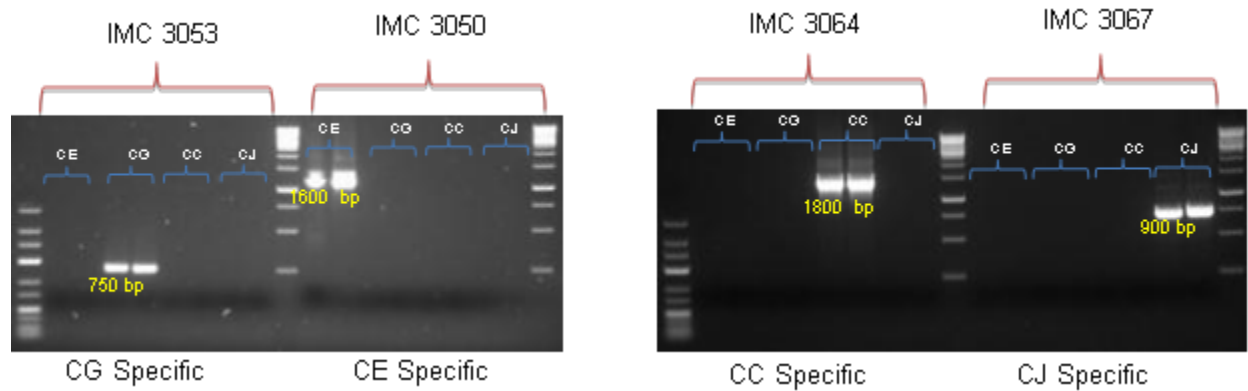 IMC 3053
IMC 3050
IMC 3064
IMC 3067
CE
CG
CC
CJ
CE
CG
CC
CJ
CE
CG
CC
CJ
CE
CG
CC
CJ
750 bp
1600 bp
1800 bp
900 bp
CG Specific
CE Specific
CC Specific
CJ Specific